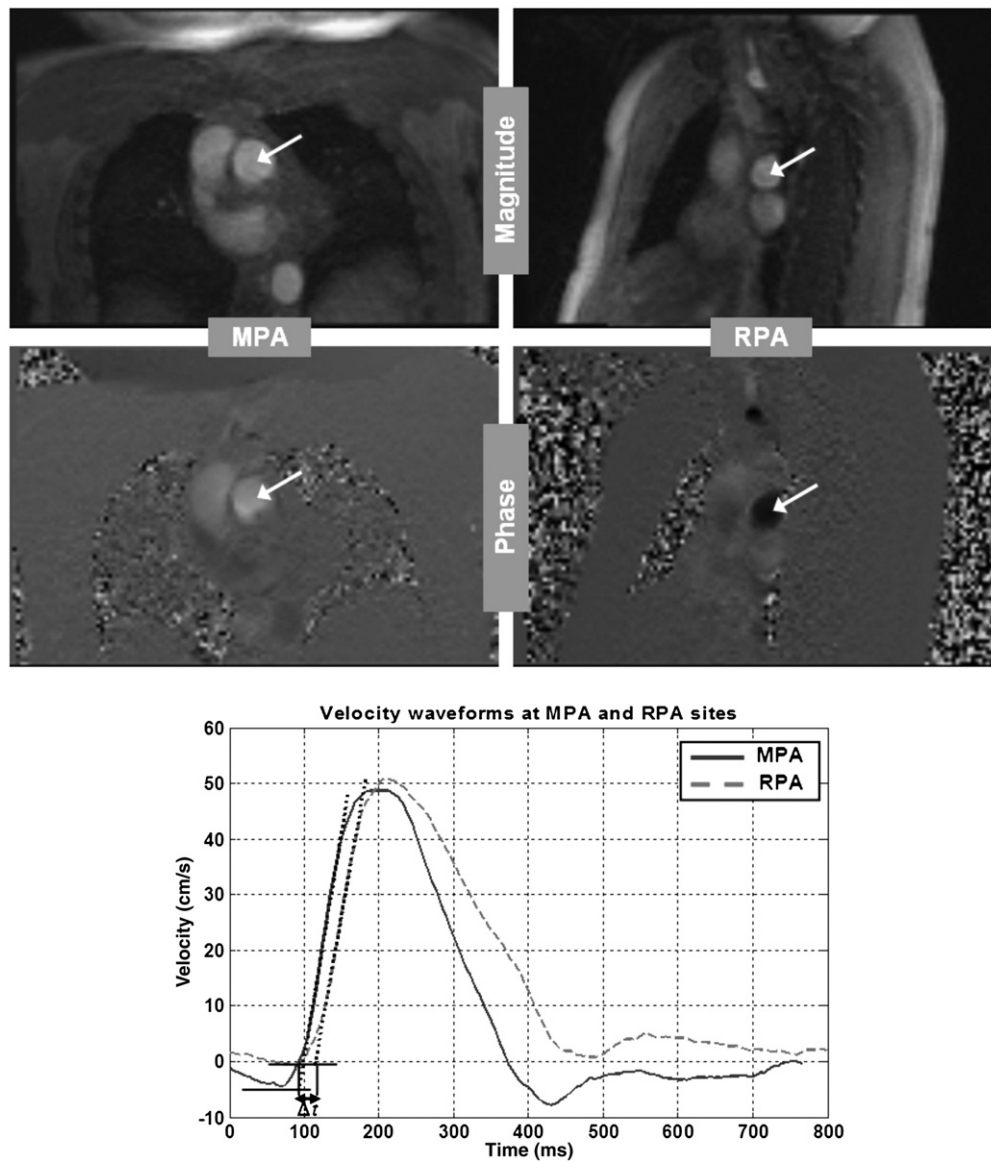 Magnitude
MPA
RPA
Phase
Velocity waveforms at MPA and RPA sites
MPA
RPA
60
50
40
30
20
10
0
-10
Velocity (cm/s)
Δt
0
100
200
300
400
500
600
700
800
Time (ms)